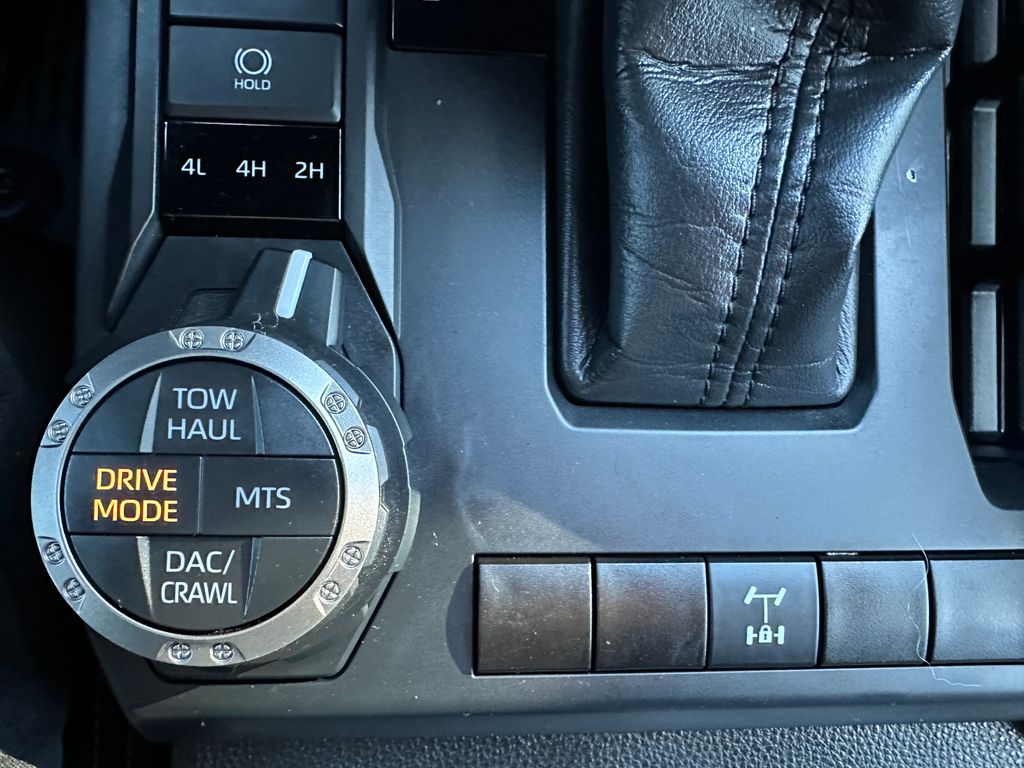 HOLD
4L 4H 2H
TOW
HAUL
DRIVE
MODE
MTS
DAC/
CRAWL